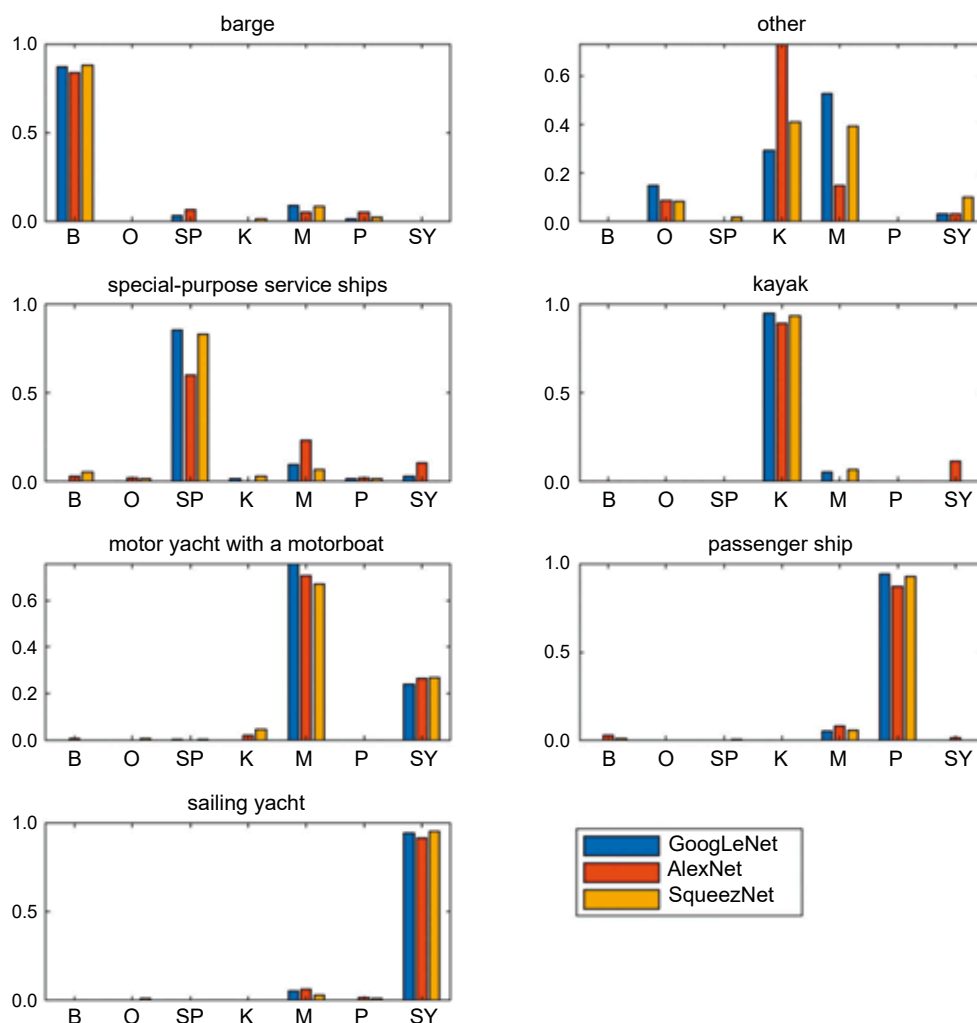 barge
1.0
0.5
0.0
B O SP K M P SY
other
0.6
0.4
0.2
0.0
B O SP K M P SY
special-purpose service ships
1.0
0.5
0.0
B O SP K M P SY
kayak
1.0
0.5
0.0
B O SP K M P SY
motor yacht with a motorboat
0.6
0.4
0.2
0.0
B O SP K M P SY
passenger ship
1.0
0.5
0.0
B O SP K M P SY
sailing yacht
1.0
0.5
0.0
B O SP K M P SY
GoogLeNet
AlexNet
SqueezNet